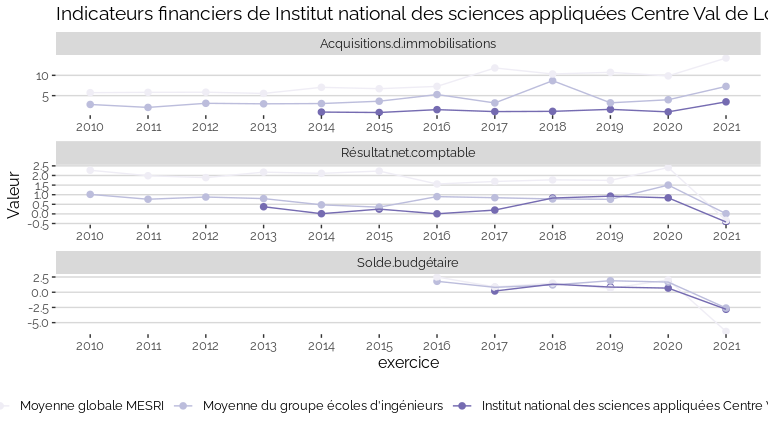 Indicateurs financiers de Institut national des sciences appliquées Centre Val de
Acquisitions.d.immobilisations
10
5
2010 2011 2012 2013 2014 2015 2016 2017 2018 2019 2020 2021
Résultat.net.comptable
2.5
2.0
1.5
1.0
0.5
0.0
-0.5
2010 2011 2012 2013 2014 2015 2016 2017 2018 2019 2020 2021
Solde.budgétaire
2.5
0.0
-2.5
-5.0
2010 2011 2012 2013 2014 2015 2016 2017 2018 2019 2020 2021
Valeur
exercice
Moyenne globale MESRI Moyenne du groupe écoles d'ingénieurs Institut national des sciences appliquées Centre